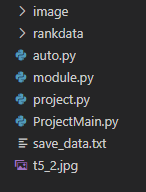 image
rankdata
auto.py
module.py
project.py
ProjectMain.py
save_data.txt
t5_2.jpg